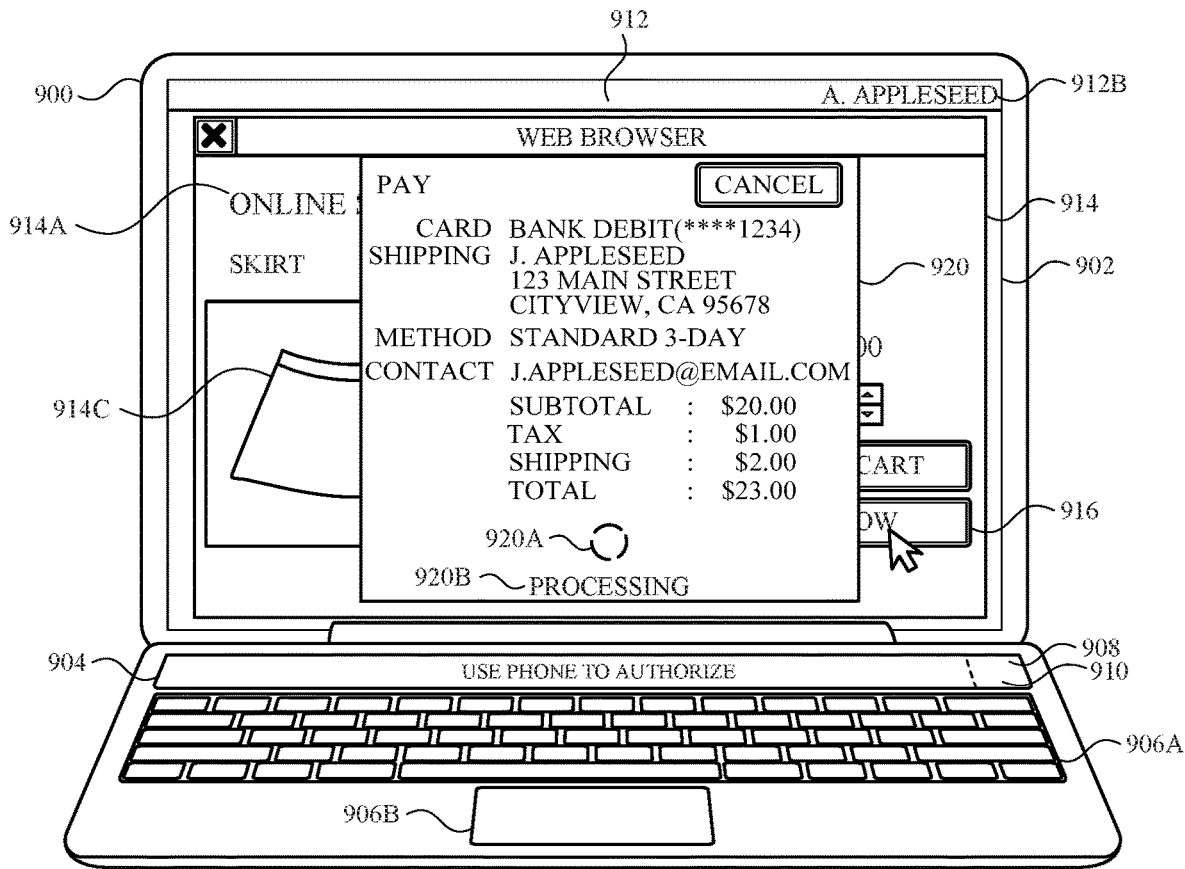 912
900
A. APPLESEED
912B
WEB BROWSER
PAY
CANCEL
914A
ONLINE
914
CARD BANK DEBIT(****1234)
SKIRT
SHIPPING J. APPLESEED
920
902
123 MAIN STREET
CITYVIEW, CA 95678
METHOD STANDARD 3-DAY
00
CONTACT J.APPLESEED@EMAIL.COM
914C
SUBTOTAL : $20.00
TAX : $1.00
SHIPPING : $2.00
CART
TOTAL : $23.00
916
OW
920A
920B
PROCESSING
904
USE PHONE TO AUTHORIZE
908
910
906A
906B